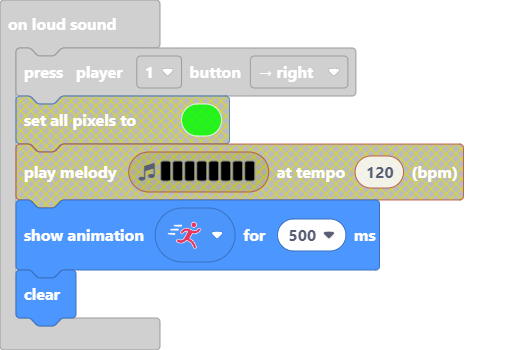 on loud sound
press player 1 button → right
set all pixels to
play melody at tempo 120 (bpm)
show animation for 500 ms
clear